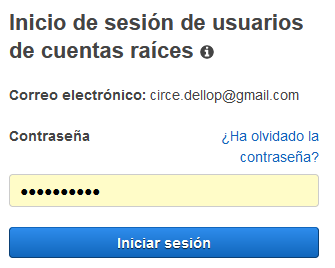 Inicio de sesión de usuarios
de cuentas raíces
Correo electrónico: circe.dellop@gmail.com
Contraseña ¿Ha olvidado la
contraseña?
••••••••••
Iniciar sesión